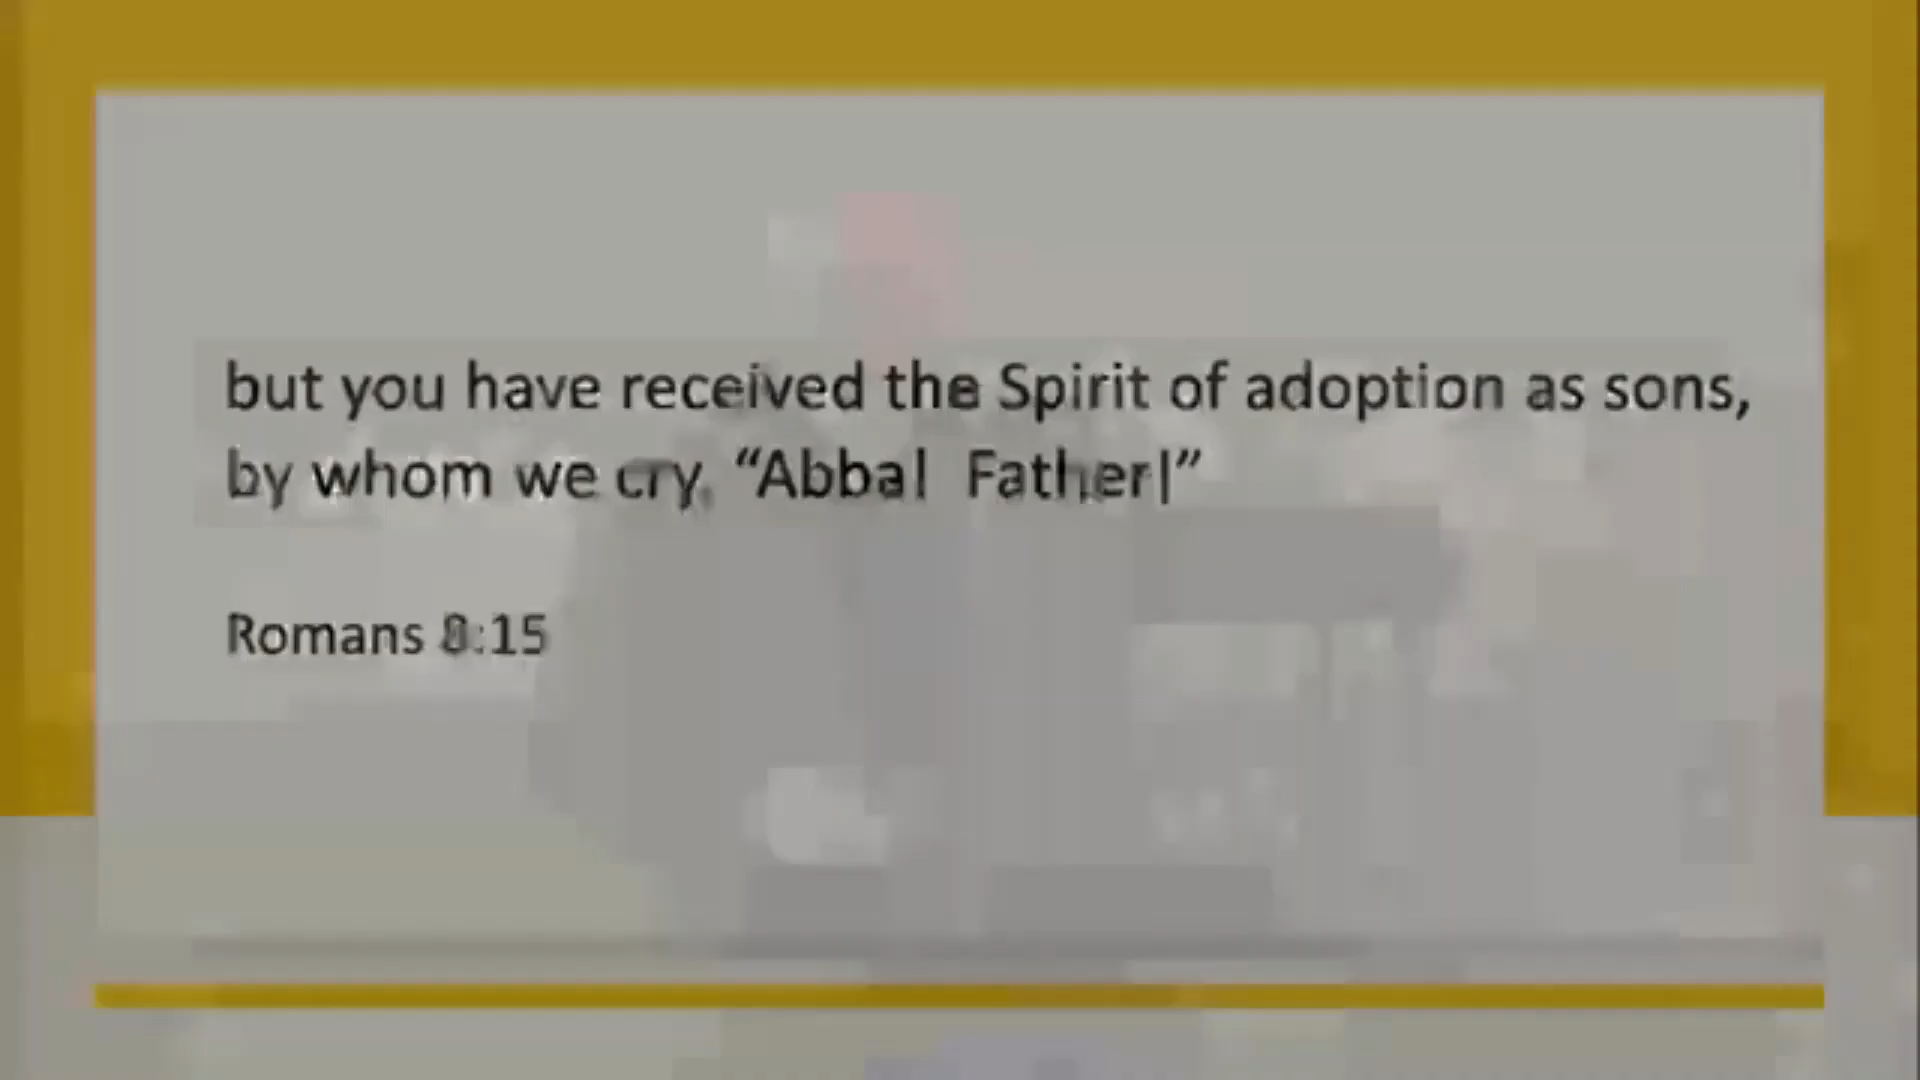 but you have received the Spirit of adoption as sons,
by whom we cry, “Abba! Father!”
Romans 8:15